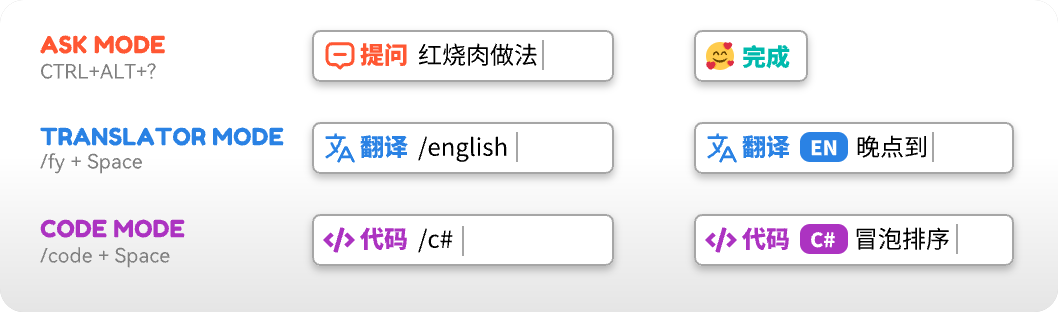 ASK MODE
CTRL+ALT+?
提问 红烧肉做法
完成
TRANSLATOR MODE
/fy + Space
翻译 /english
翻译 EN 晚点到
CODE MODE
/code + Space
代码 /c#
代码 C# 冒泡排序